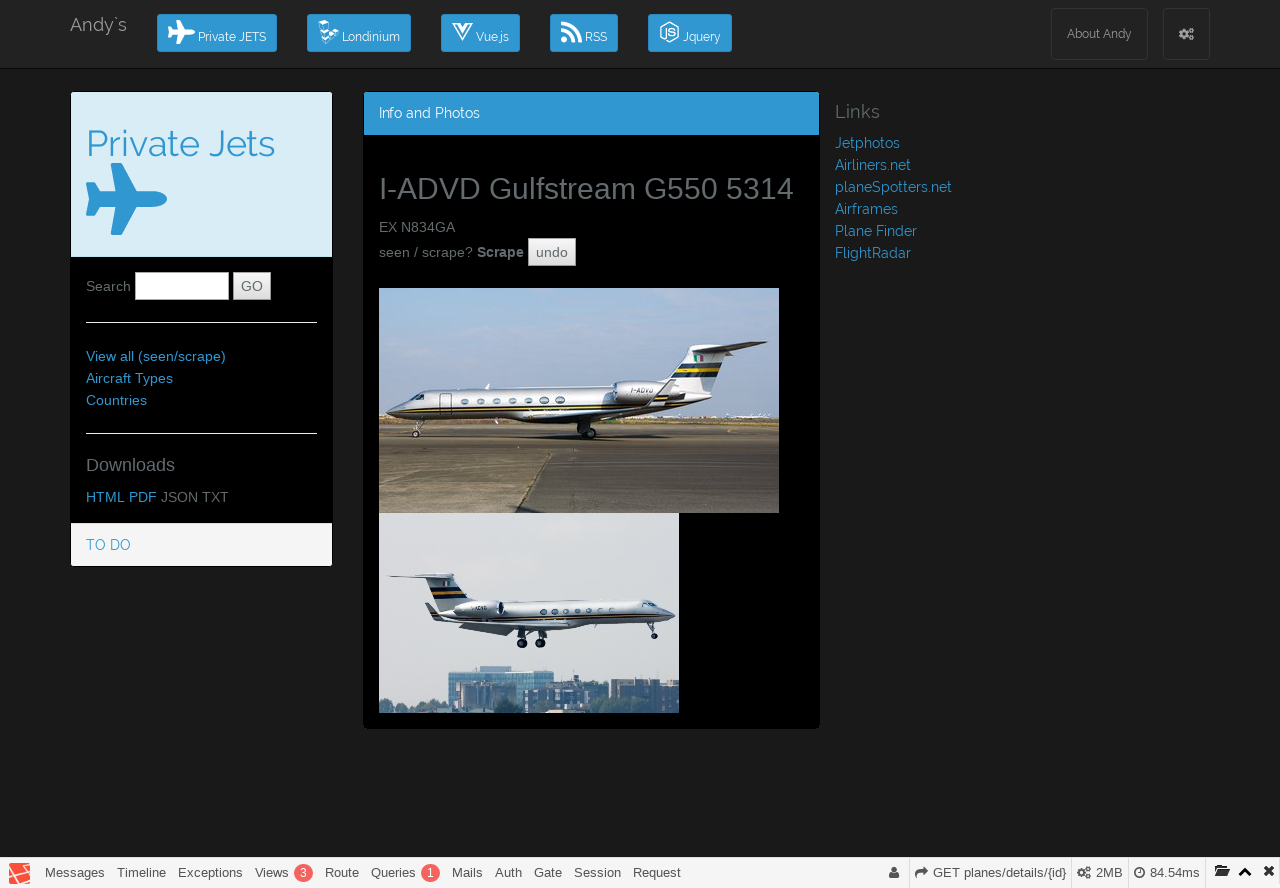 Andy`s
Private JETS
Londinium
Vue.js
RSS
Jquery
About Andy
Private Jets
Search GO
View all (seen/scrape)
Aircraft Types
Countries
Downloads
HTML PDF JSON TXT
TO DO
Info and Photos
I-ADVD Gulfstream G550 5314
EX N834GA
seen / scrape? Scrape undo
Links
Jetphotos
Airliners.net
planeSpotters.net
Airframes
Plane Finder
FlightRadar
Messages Timeline Exceptions Views 3 Route Queries 1 Mails Auth Gate Session Request GET planes/details/{id} 2MB 84.54ms